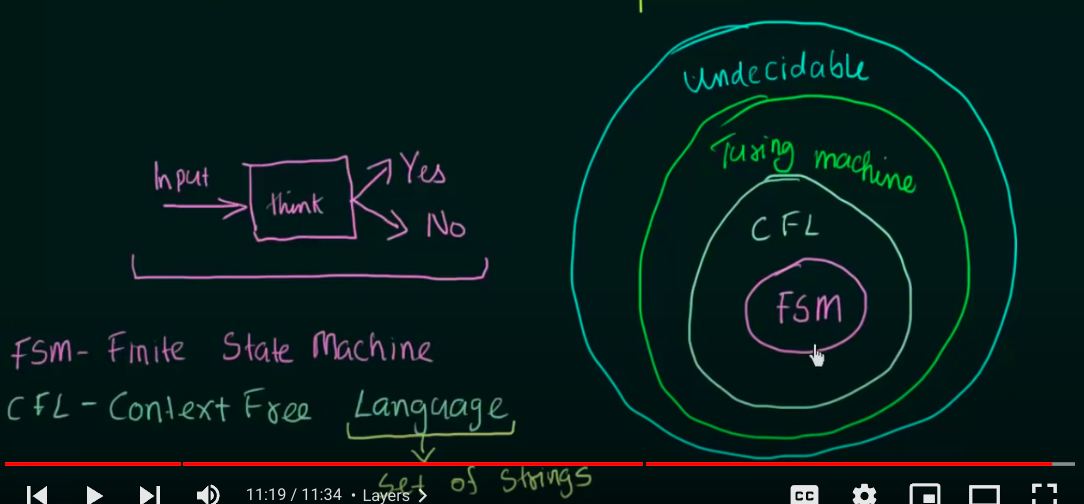 Undecidable
Turing machine
CFL
FSM
Input
think
Yes
No
FSM- Finite State Machine
CFL - Context Free Language
Set of Strings
11:19 / 11:34 • Layers >
CC